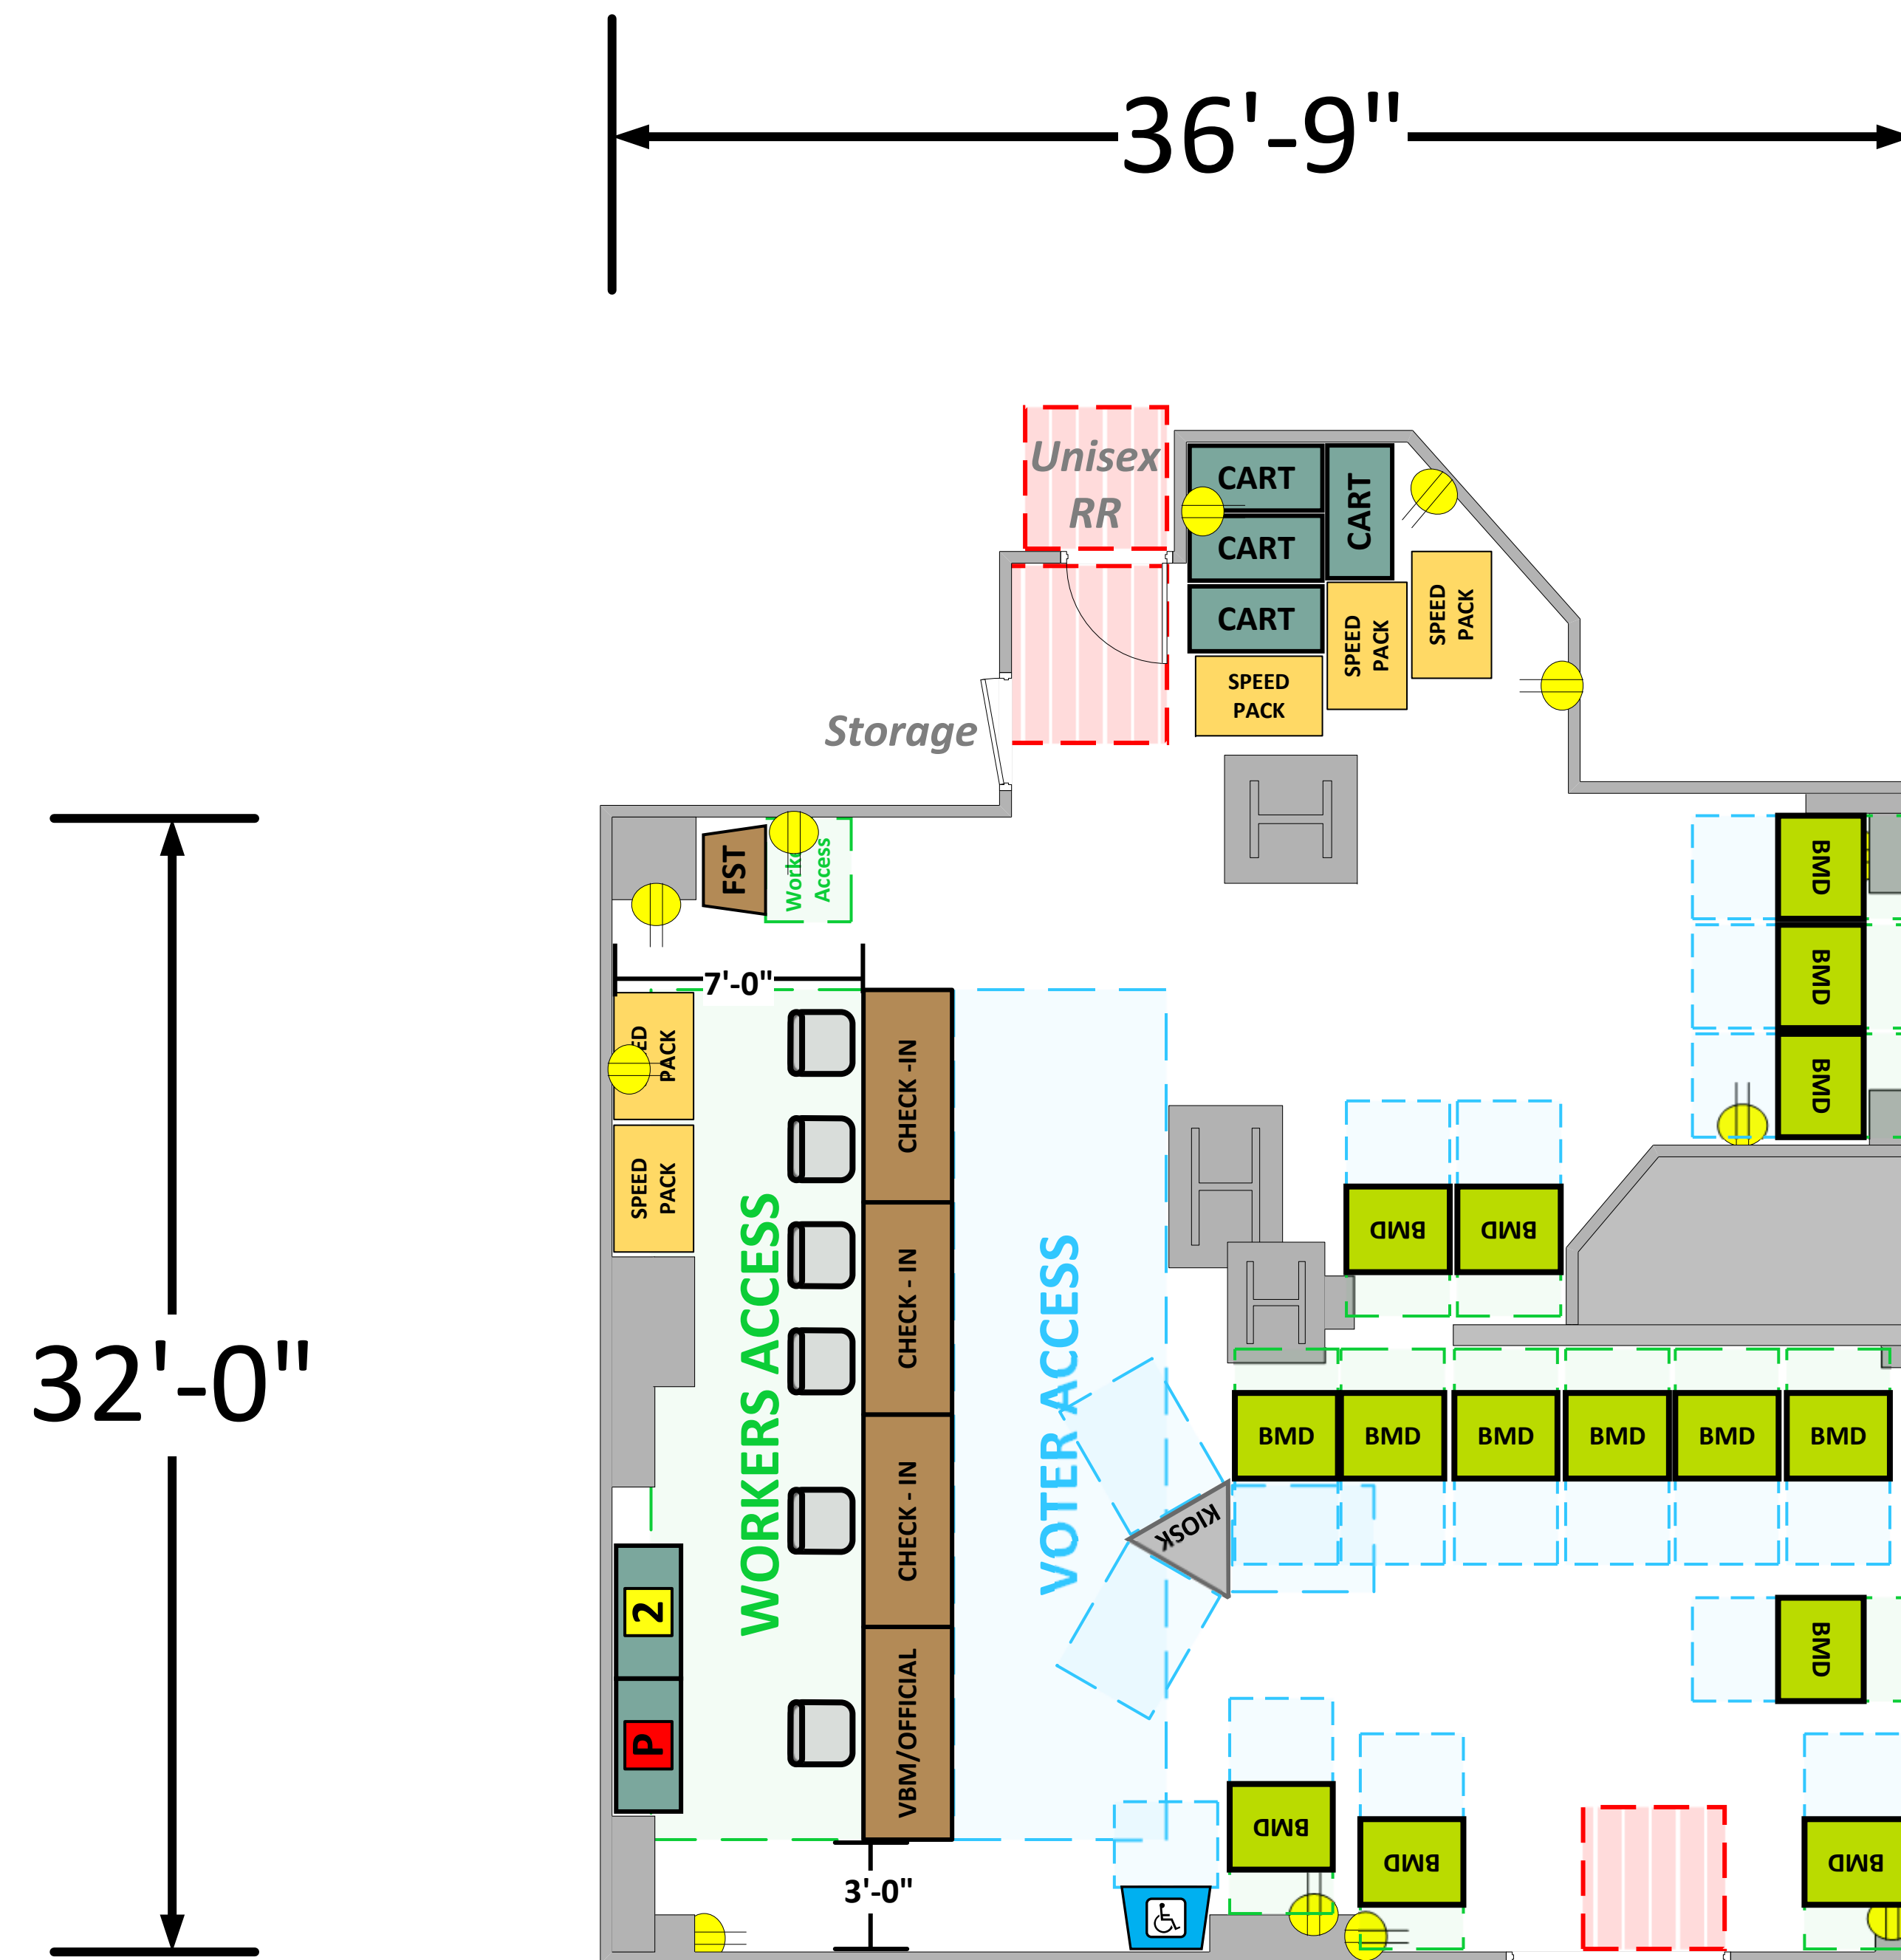 36'-9"
Unisex
RR
CART
CART
CART
CART
SPEED
PACK
SPEED
PACK
SPEED
PACK
Storage
FST
Access
32'-0"
7'-0"
PACK
SPEED
PACK
WORKERS ACCESS
CHECK -IN
CHECK - IN
CHECK - IN
VBM/OFFICIAL
VOTER ACCESS
BMD
BMD
BMD
BMD
BMD
BMD
BMD
BMD
BMD
BMD
BMD
KIOSK
2
P
BMD
BMD
BMD
BMD
3'-0"